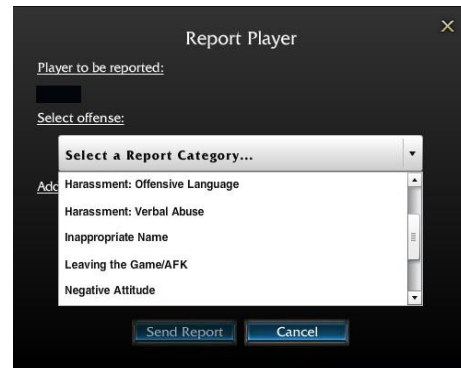 Report Player
Player to be reported:
Select offense:
Select a Report Category...
Harassment: Offensive Language
Harassment: Verbal Abuse
Inappropriate Name
Leaving the Game/AFK
Negative Attitude
Send Report
Cancel